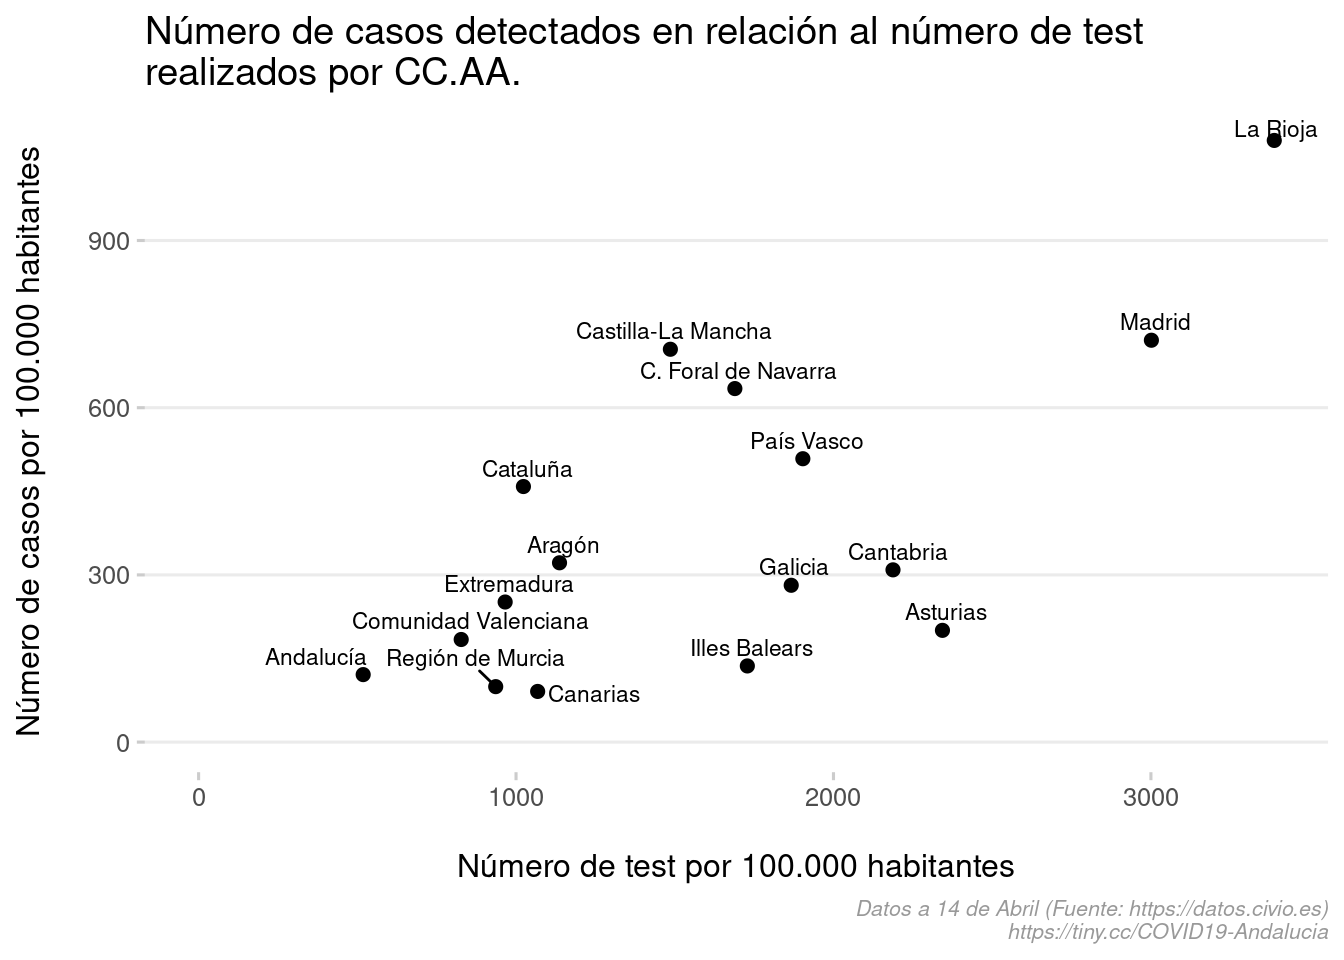 Número de casos detectados en relación al número de test
realizados por CC.AA.
Número de casos por 100.000 habitantes
La Rioja
900
Madrid
Castilla-La Mancha
C. Foral de Navarra
600
País Vasco
Cataluña
Aragón
Cantabria
Galicia
300
Extremadura
Asturias
Comunidad Valenciana
Illes Balears
Andalucía
Región de Murcia
Canarias
0
0 1000 2000 3000
Número de test por 100.000 habitantes
Datos a 14 de Abril (Fuente: https://datos.civio.es)
https://tiny.cc/COVID19-Andalucia